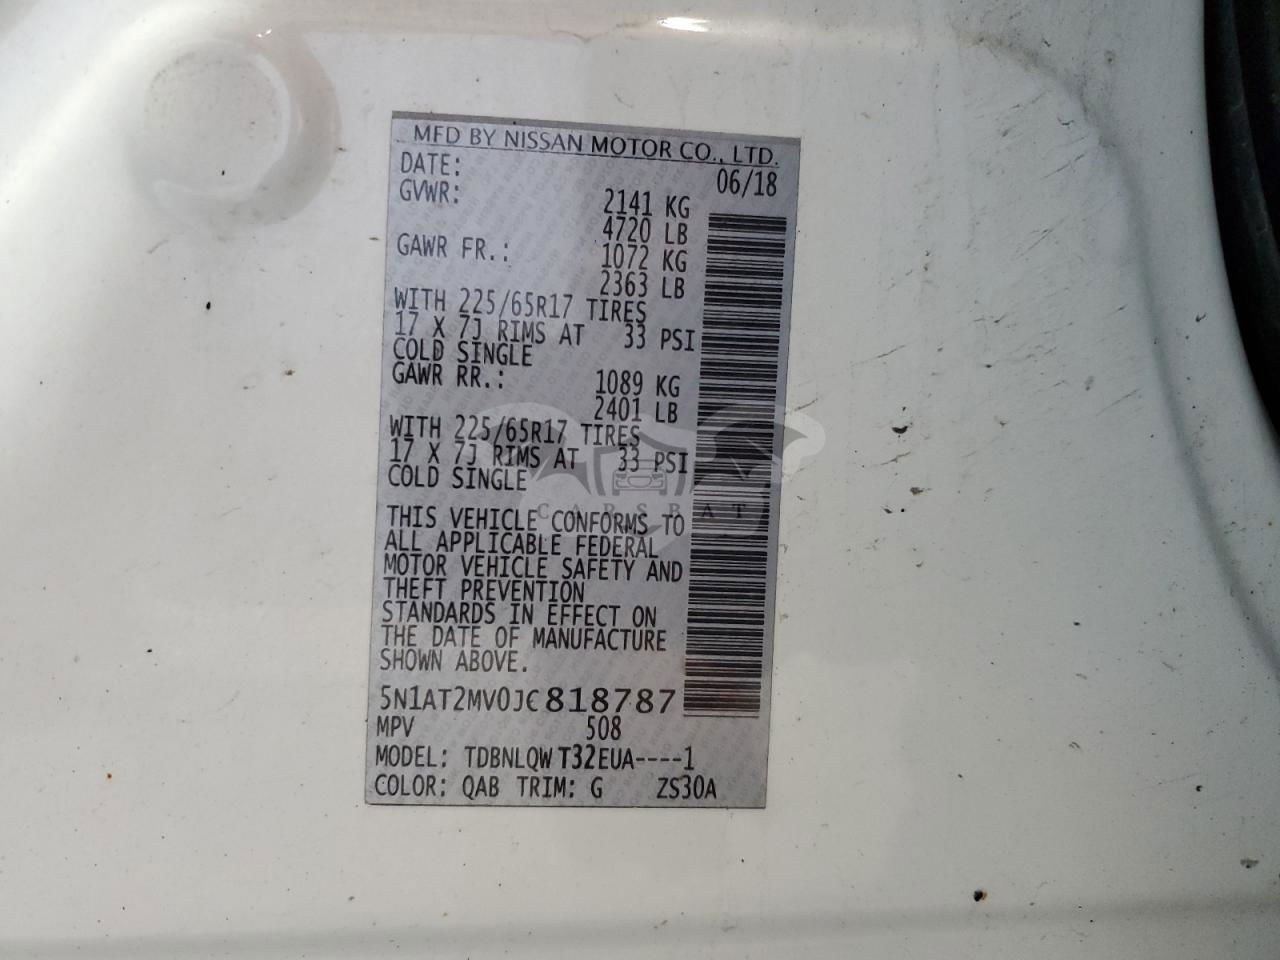 MFD BY NISSAN MOTOR CO., LTD.
DATE: 06/18
GVWR: 2141 KG
4720 LB
GAWR FR.: 1072 KG
2363 LB
WITH 225/65R17 TIRES
17 X 7J RIMS AT 33 PSI
COLD SINGLE
GAWR RR.: 1089 KG
2401 LB
WITH 225/65R17 TIRES
17 X 7J RIMS AT 33 PSI
COLD SINGLE
CARSBAT
THIS VEHICLE CONFORMS TO
ALL APPLICABLE FEDERAL
MOTOR VEHICLE SAFETY AND
THEFT PREVENTION
STANDARDS IN EFFECT ON
THE DATE OF MANUFACTURE
SHOWN ABOVE.
5N1AT2MV0JC818787
MPV 508
MODEL: TDBNLQW T32EUA----1
COLOR: QAB TRIM: G ZS30A